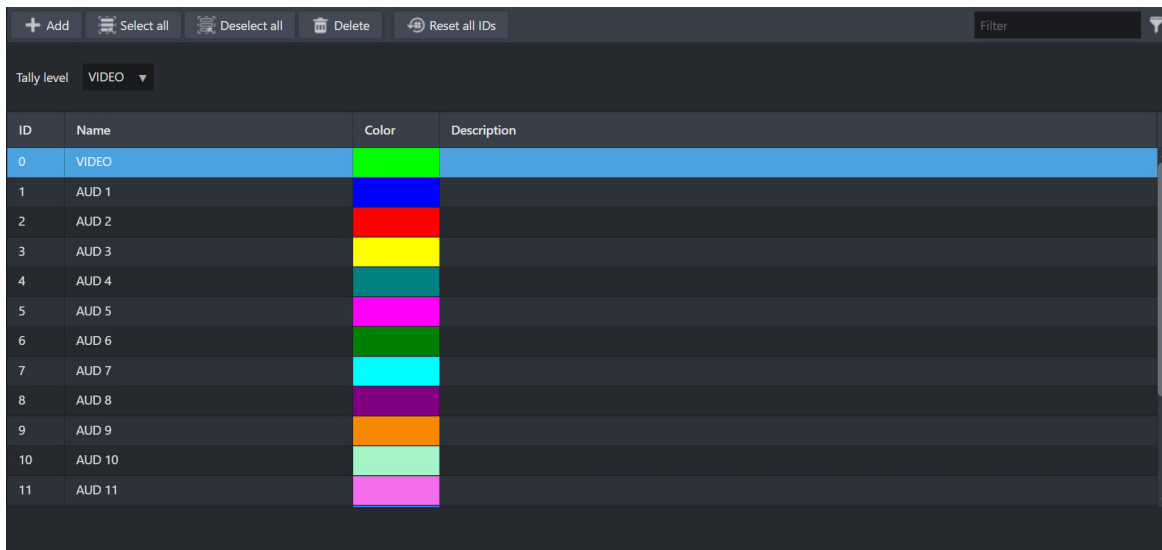 Add Select all Deselect all Delete Reset all IDs Filter
Tally level VIDEO
ID Name Color Description
0 VIDEO
1 AUD 1
2 AUD 2
3 AUD 3
4 AUD 4
5 AUD 5
6 AUD 6
7 AUD 7
8 AUD 8
9 AUD 9
10 AUD 10
11 AUD 11